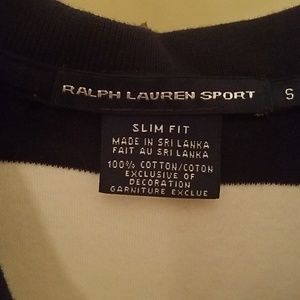 RALPH LAUREN SPORT S
SLIM FIT
MADE IN SRI LANKA
FAIT AU SRI LANKA
100% COTTON/COTON
EXCLUSIVE OF
DECORATION
GARNITURE EXCLUE